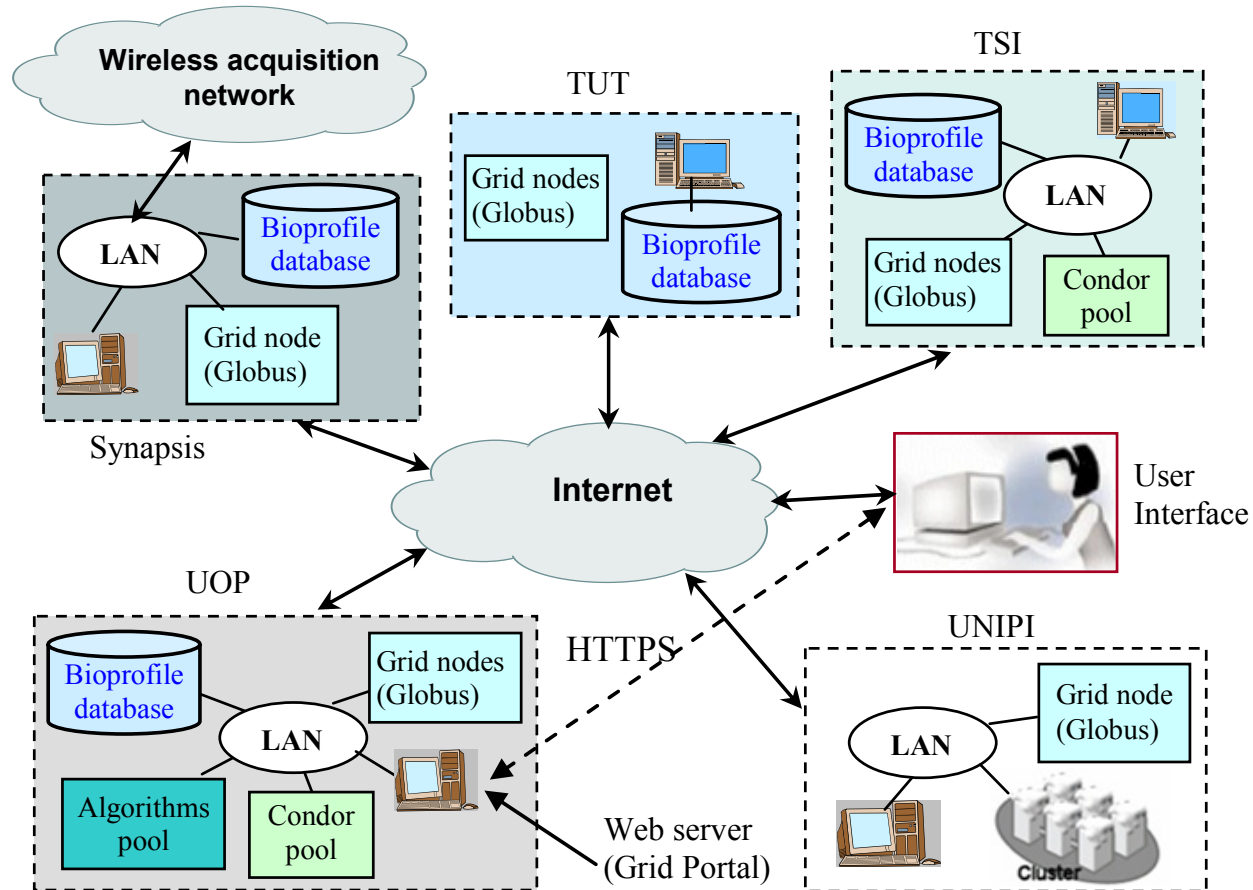 Wireless acquisition
network
TUT
TSI
Bioprofile
database
LAN
Grid nodes
(Globus)
Condor
pool
Grid nodes
(Globus)
Bioprofile
database
LAN
Bioprofile
database
Grid node
(Globus)
Synapsis
Internet
User
Interface
UOP
HTTPS
UNIPI
Bioprofile
database
Grid nodes
(Globus)
LAN
Algorithms
pool
Condor
pool
Web server
(Grid Portal)
Grid node
(Globus)
LAN
Cluster